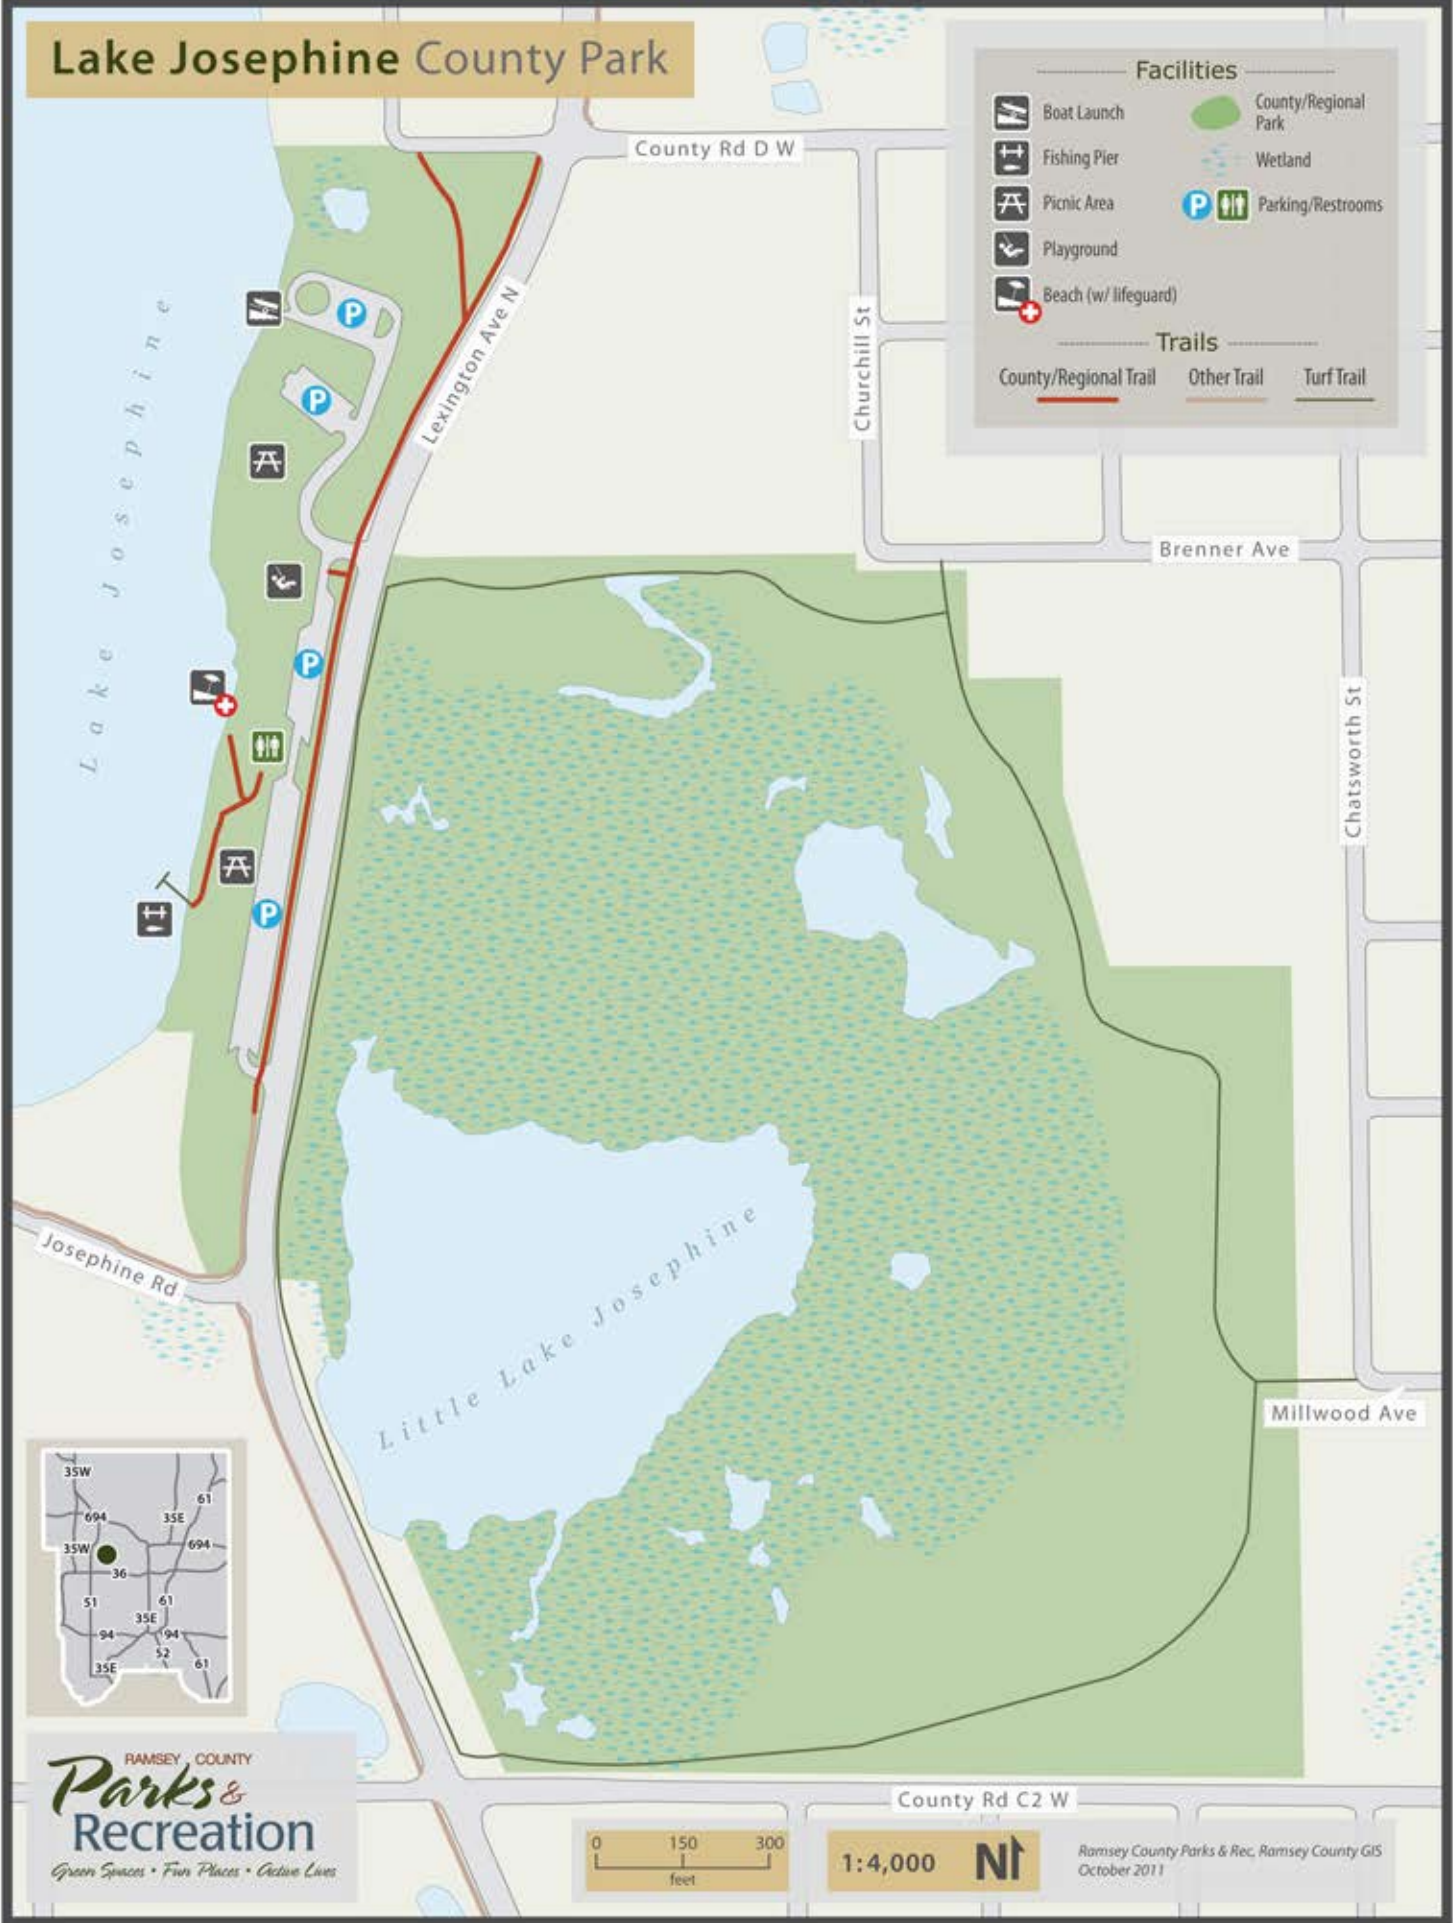 Lake Josephine County Park
Facilities
Boat Launch
County/Regional
Park
Fishing Pier
Wetland
Picnic Area
P
Parking/Restrooms
Playground
Beach (w/ lifeguard)
Trails
County/Regional Trail
Other Trail
Turf Trail
County Rd D W
Lexington Ave N
Churchill St
Brenner Ave
Chatsworth St
P
P
P
P
Lake Josephine
Josephine Rd
Little Lake Josephine
Millwood Ave
35W
61
694
35E
35W
694
36
51
61
35E
94
94
52
35E
61
RAMSEY COUNTY
Parks &
Recreation
Green Spaces • Fun Places • Active Lives
County Rd C2 W
0 150 300
feet
1:4,000
N
Ramsey County Parks & Rec, Ramsey County GIS
October 2011